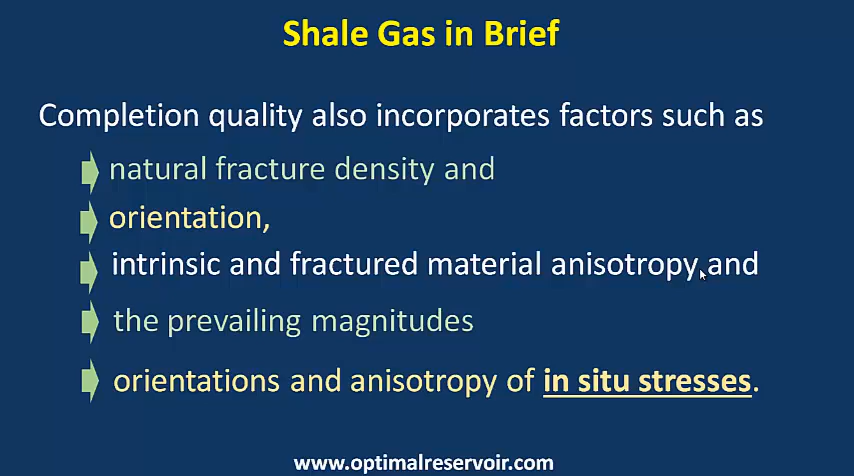 Shale Gas in Brief
Completion quality also incorporates factors such as
natural fracture density and
orientation,
intrinsic and fractured material anisotropy and
the prevailing magnitudes
orientations and anisotropy of in situ stresses.
www.optimalreservoir.com